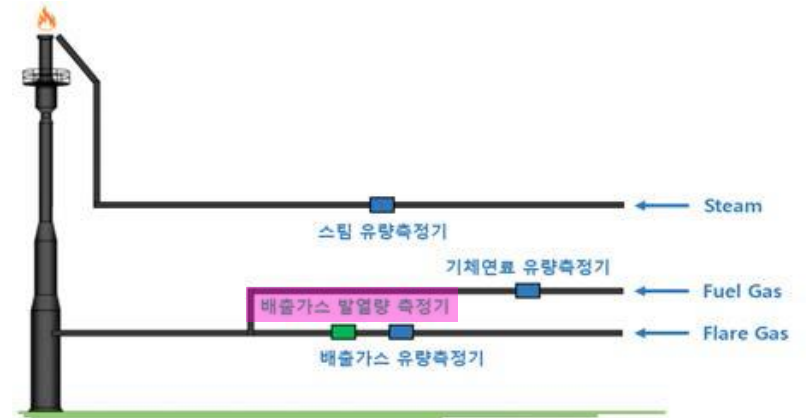 Steam
스팀 유량측정기
기체연료 유량측정기
Fuel Gas
배출가스 발열량 측정기
Flare Gas
배출가스 유량측정기